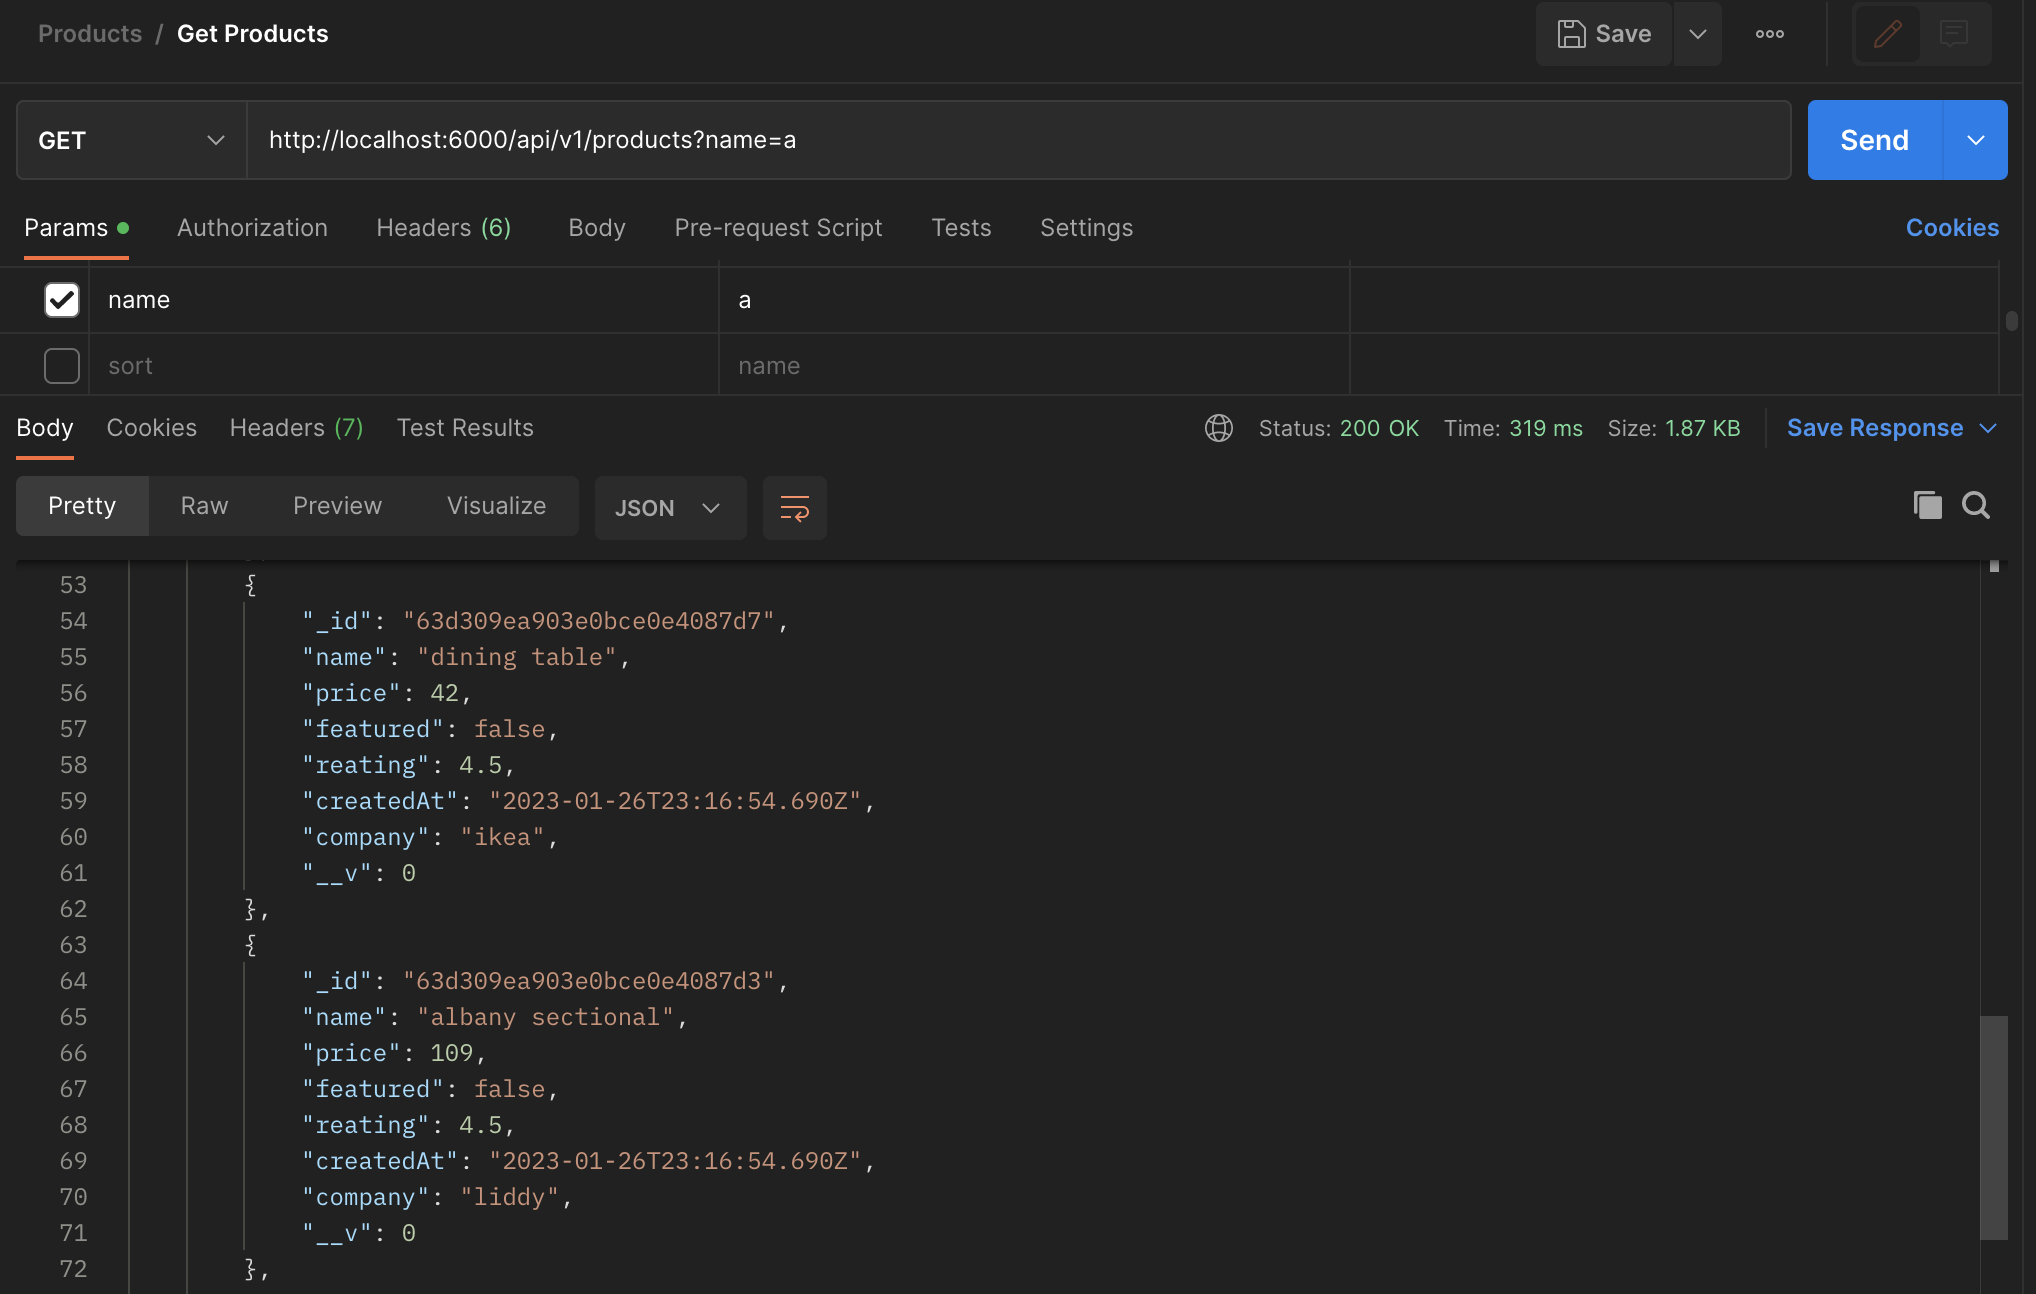 Products / Get Products
Save
GET http://localhost:6000/api/v1/products?name=a
Send
Params Authorization Headers (6) Body Pre-request Script Tests Settings Cookies
name a
sort name
Body Cookies Headers (7) Test Results Status: 200 OK Time: 319 ms Size: 1.87 KB Save Response
Pretty Raw Preview Visualize JSON
53 {
54 "_id": "63d309ea903e0bce0e4087d7",
55 "name": "dining table",
56 "price": 42,
57 "featured": false,
58 "reating": 4.5,
59 "createdAt": "2023-01-26T23:16:54.690Z",
60 "company": "ikea",
61 "__v": 0
62 },
63 {
64 "_id": "63d309ea903e0bce0e4087d3",
65 "name": "albany sectional",
66 "price": 109,
67 "featured": false,
68 "reating": 4.5,
69 "createdAt": "2023-01-26T23:16:54.690Z",
70 "company": "liddy",
71 "__v": 0
72 },